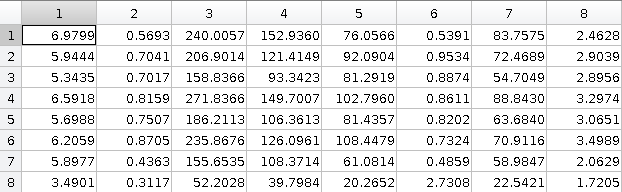 1 2 3 4 5 6 7 8
1 6.9799 0.5693 240.0057 152.9360 76.0566 0.5391 83.7575 2.4628
2 5.9444 0.7041 206.9014 121.4149 92.0904 0.9534 72.4689 2.9039
3 5.3435 0.7017 158.8366 93.3423 81.2919 0.8874 54.7049 2.8956
4 6.5918 0.8159 271.8366 149.7007 102.7960 0.8611 88.8430 3.2974
5 5.6988 0.7507 186.2113 106.3613 81.4357 0.8202 63.6840 3.0651
6 6.2059 0.8705 235.8676 126.0961 108.4479 0.7324 70.9116 3.4989
7 5.8977 0.4363 155.6535 108.3714 61.0814 0.4859 58.9847 2.0629
8 3.4901 0.3117 52.2028 39.7984 20.2652 2.7308 22.5421 1.7205